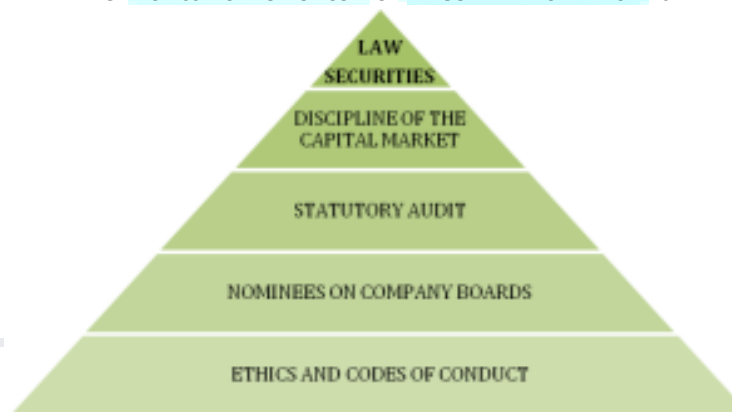 LAW
SECURITIES
DISCIPLINE OF THE
CAPITAL MARKET
STATUTORY AUDIT
NOMINEES ON COMPANY BOARDS
ETHICS AND CODES OF CONDUCT